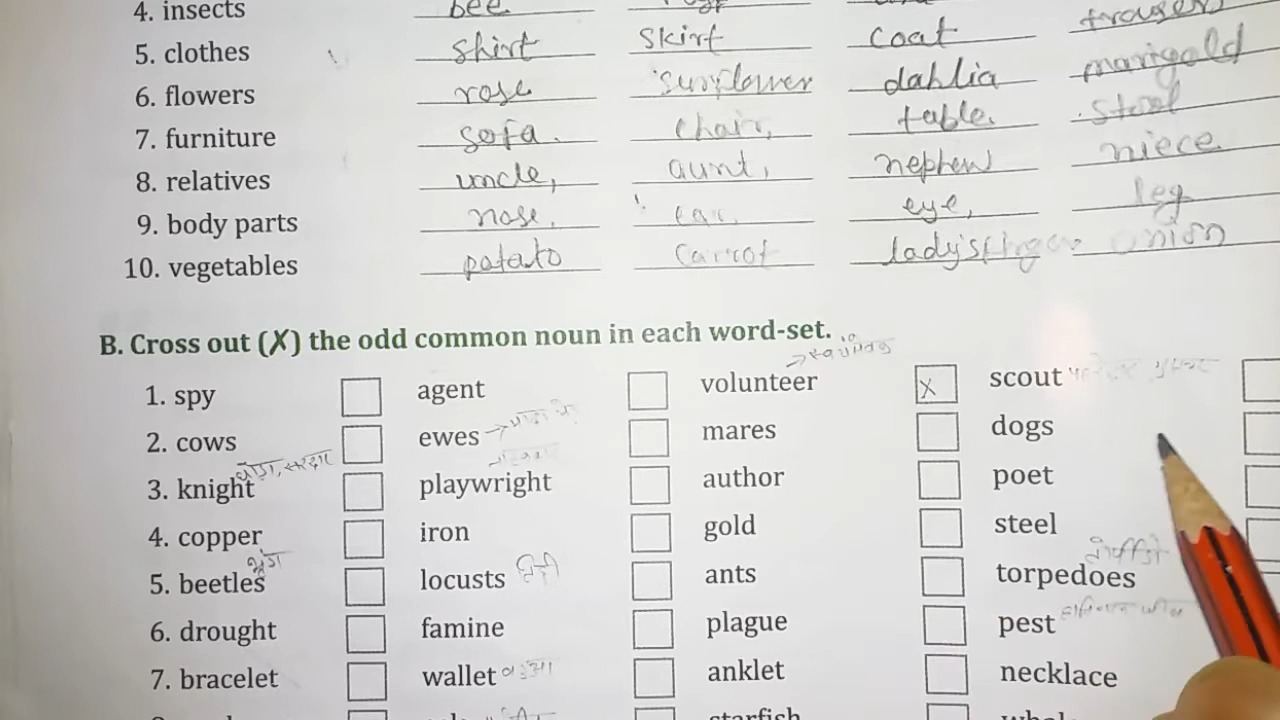 4. insects bee
5. clothes shirt skirt coat trousers
6. flowers rose sunflower dahlia marigold
7. furniture sofa. chair, table. stool
8. relatives uncle, aunt, nephew niece
9. body parts nose, ear, eye, leg
10. vegetables potato carrot lady's finger onion
B. Cross out (✗) the odd common noun in each word-set.
1. spy agent volunteer x scout
2. cows ewes → mares dogs
3. knight playwright author poet
4. copper iron gold steel
5. beetles locusts ants torpedoes
6. drought famine plague pest
7. bracelet wallet anklet necklace
starfish